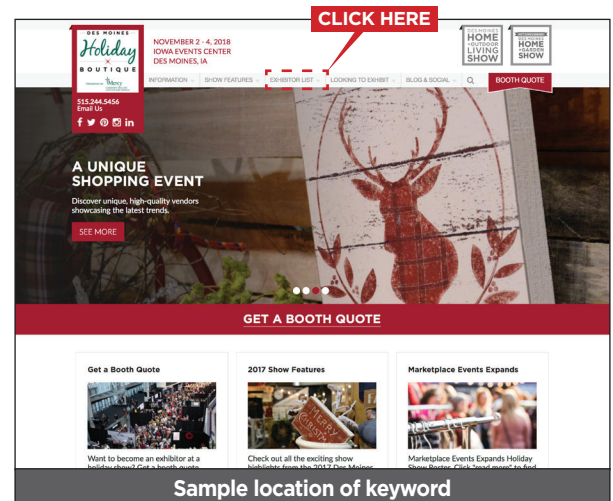 CLICK HERE
DES MOINES
Holiday
BOUTIQUE
Mercy
NOVEMBER 2 - 4, 2018
IOWA EVENTS CENTER
DES MOINES, IA
DES MOINES
HOME
+OUTDOOR
LIVING
SHOW
DES MOINES
HOME
+GARDEN
SHOW
INFORMATION
SHOW FEATURES
EXHIBITOR LIST
LOOKING TO EXHIBIT
BLOG & SOCIAL
BOOTH QUOTE
515.244.5456
Email Us
A UNIQUE
SHOPPING EVENT
Discover unique, high-quality vendors
showcasing the latest trends.
SEE MORE
GET A BOOTH QUOTE
Get a Booth Quote
Want to become an exhibitor at a
holiday show? Get a booth quote
2017 Show Features
MERRY
CHRISTMAS
Check out all the exciting show
highlights from the 2017 Des Moines
Marketplace Events Expands
Marketplace Events Expands Holiday
Show Roster. Click "read more" to find
Sample location of keyword